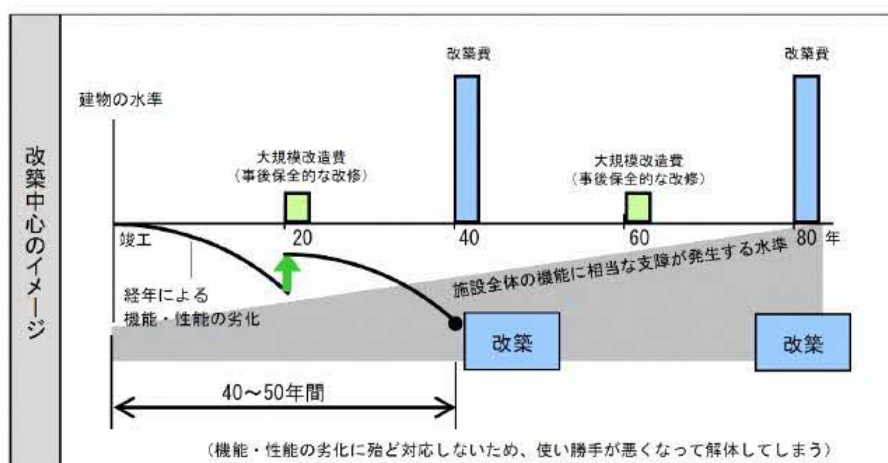 改築中心のイメージ
改築費
改築費
建物の水準
大規模改造費
（事後保全的な改修）
大規模改造費
（事後保全的な改修）
竣工
20
40
60
80 年
経年による
機能・性能の劣化
施設全体の機能に相当な支障が発生する水準
改築
改築
40～50年間
（機能・性能の劣化に殆ど対応しないため、使い勝手が悪くなって解体してしまう）